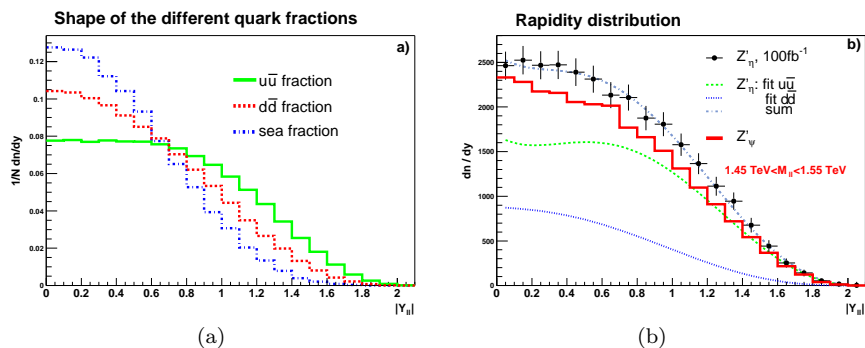 Shape of the different quark fractions
a)
1/N dn/dy
0.14
0.12
0.1
0.08
0.06
0.04
0.02
0
uū fraction
dd̄ fraction
sea fraction
0 0.2 0.4 0.6 0.8 1 1.2 1.4 1.6 1.8 2
|Y_ll|
(a)
Rapidity distribution
b)
dn / dy
2500
2000
1500
1000
500
0
Z'_η, 100fb⁻¹
Z'_η: fit uū
fit dd̄
sum
Z'_ψ
1.45 TeV<M_ll<1.55 TeV
0 0.2 0.4 0.6 0.8 1 1.2 1.4 1.6 1.8 2
|Y_ll|
(b)